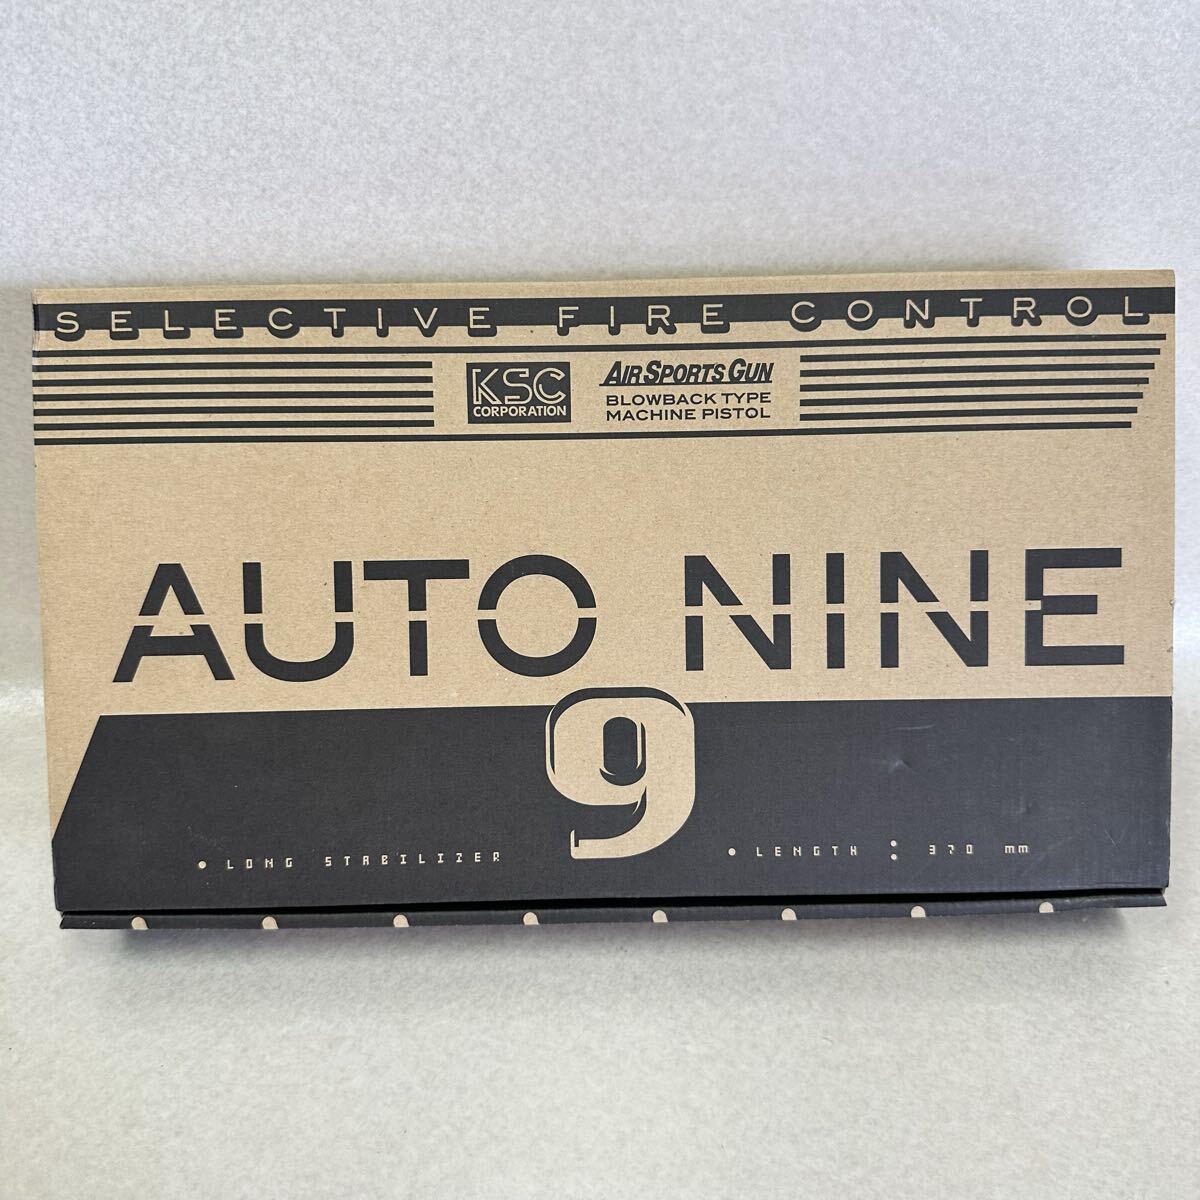 SELECTIVE FIRE CONTROL
KSC
CORPORATION
AIR SPORTS GUN
BLOWBACK TYPE
MACHINE PISTOL
AUTO NINE
9
• LONG STABILIZER
• LENGTH : 370 mm